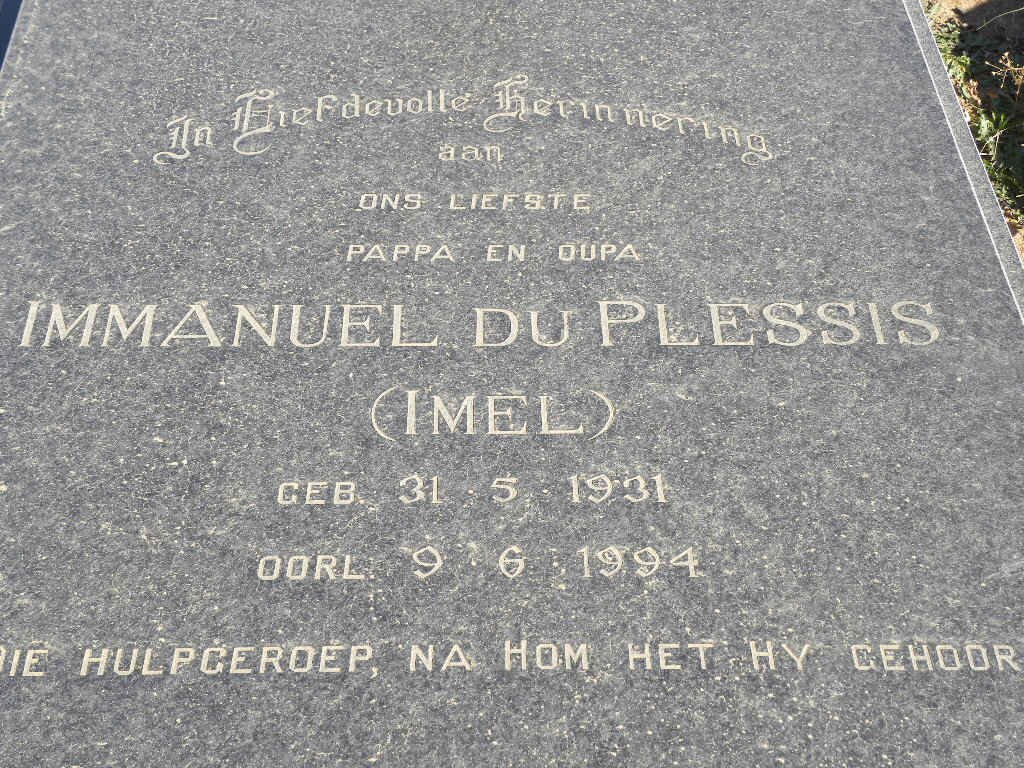 In Liefdevolle Herinnering
aan
ONS LIEFSTE
PAPPA EN OUPA
IMMANUEL DU PLESSIS
(IMEL)
GEB. 31 · 5 · 1931
OORL. 9 · 6 · 1994
DIE HULPGEROEP, NA HOM HET HY GEHOOR